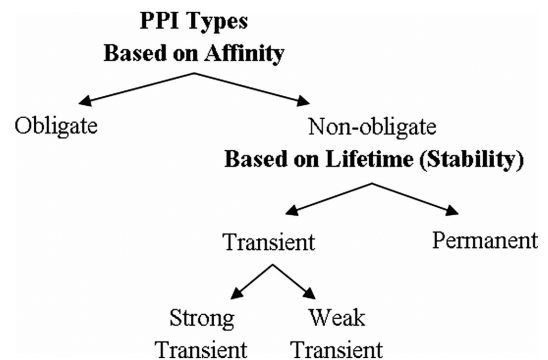 PPI Types
Based on Affinity
Obligate
Non-obligate
Based on Lifetime (Stability)
Transient
Permanent
Strong
Transient
Weak
Transient